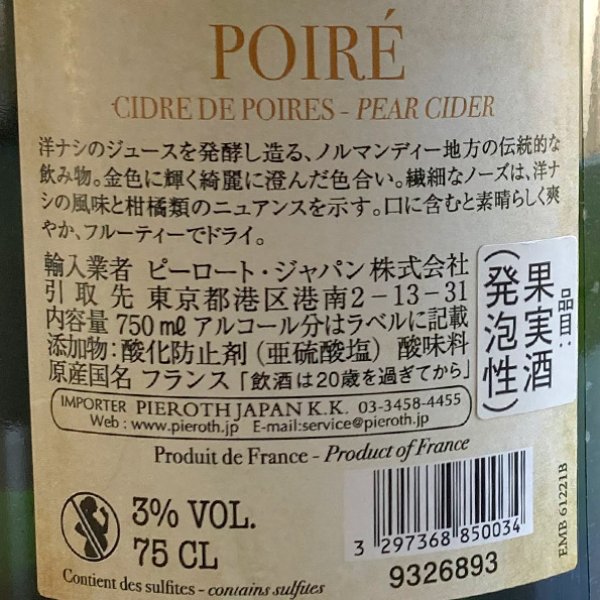 POIRÉ
CIDRE DE POIRES - PEAR CIDER
洋ナシのジュースを発酵し造る、ノルマンディー地方の伝統的な
飲み物。金色に輝く綺麗に澄んだ色合い。繊細なノーズは、洋ナ
シの風味と柑橘類のニュアンスを示す。口に含むと素晴らしく爽
やか、フルーティーでドライ。
輸入業者 ピーロート・ジャパン株式会社
引取先 東京都港区港南2-13-31
内容量 750㎖ アルコール分はラベルに記載
添加物:酸化防止剤(亜硫酸塩) 酸味料
原産国名 フランス「飲酒は20歳を過ぎてから」
品目:
果実酒
(発泡性)
IMPORTER PIEROTH JAPAN K.K. 03-3458-4455
Web : www.pieroth.jp E-mail:service@pieroth.jp
Produit de France - Product of France
3% VOL.
75 CL
Contient des sulfites - contains sulfites
3 297368 850034
9326893
EMB 61221B